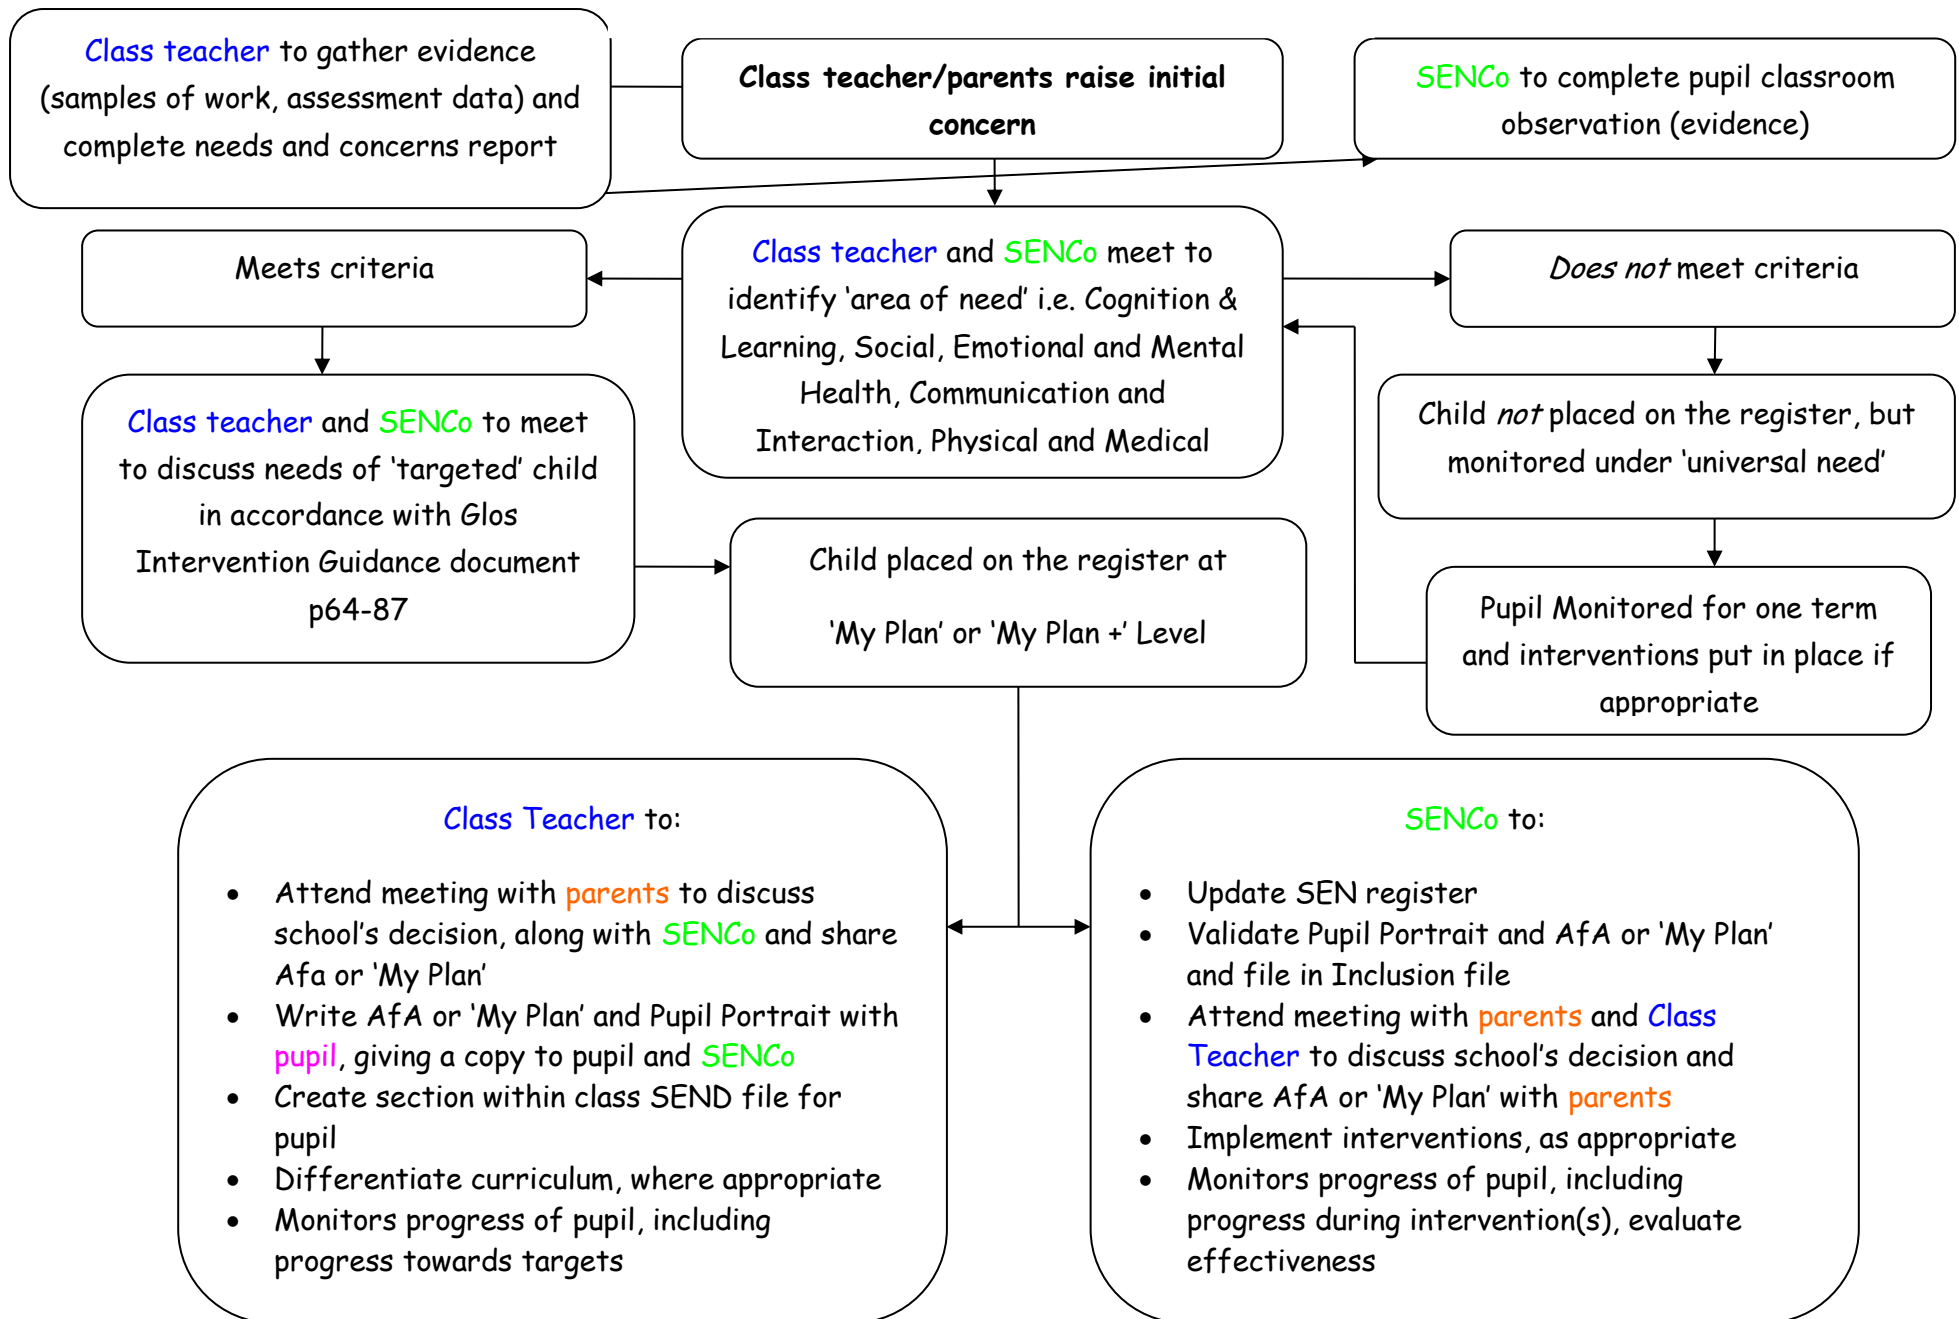 Class teacher to gather evidence
(samples of work, assessment data) and
complete needs and concerns report
Class teacher/parents raise initial
concern
SENCo to complete pupil classroom
observation (evidence)
Meets criteria
Class teacher and SENCo meet to
identify ‘area of need’ i.e. Cognition &
Learning, Social, Emotional and Mental
Health, Communication and
Interaction, Physical and Medical
Does not meet criteria
Class teacher and SENCo to meet
to discuss needs of ‘targeted’ child
in accordance with Glos
Intervention Guidance document
p64-87
Child not placed on the register, but
monitored under ‘universal need’
Child placed on the register at
‘My Plan’ or ‘My Plan +’ Level
Pupil Monitored for one term
and interventions put in place if
appropriate
Class Teacher to:
• Attend meeting with parents to discuss
school’s decision, along with SENCo and share
Afa or ‘My Plan’
• Write AfA or ‘My Plan’ and Pupil Portrait with
pupil, giving a copy to pupil and SENCo
• Create section within class SEND file for
pupil
• Differentiate curriculum, where appropriate
• Monitors progress of pupil, including
progress towards targets
SENCo to:
• Update SEN register
• Validate Pupil Portrait and AfA or ‘My Plan’
and file in Inclusion file
• Attend meeting with parents and Class
Teacher to discuss school’s decision and
share AfA or ‘My Plan’ with parents
• Implement interventions, as appropriate
• Monitors progress of pupil, including
progress during intervention(s), evaluate
effectiveness